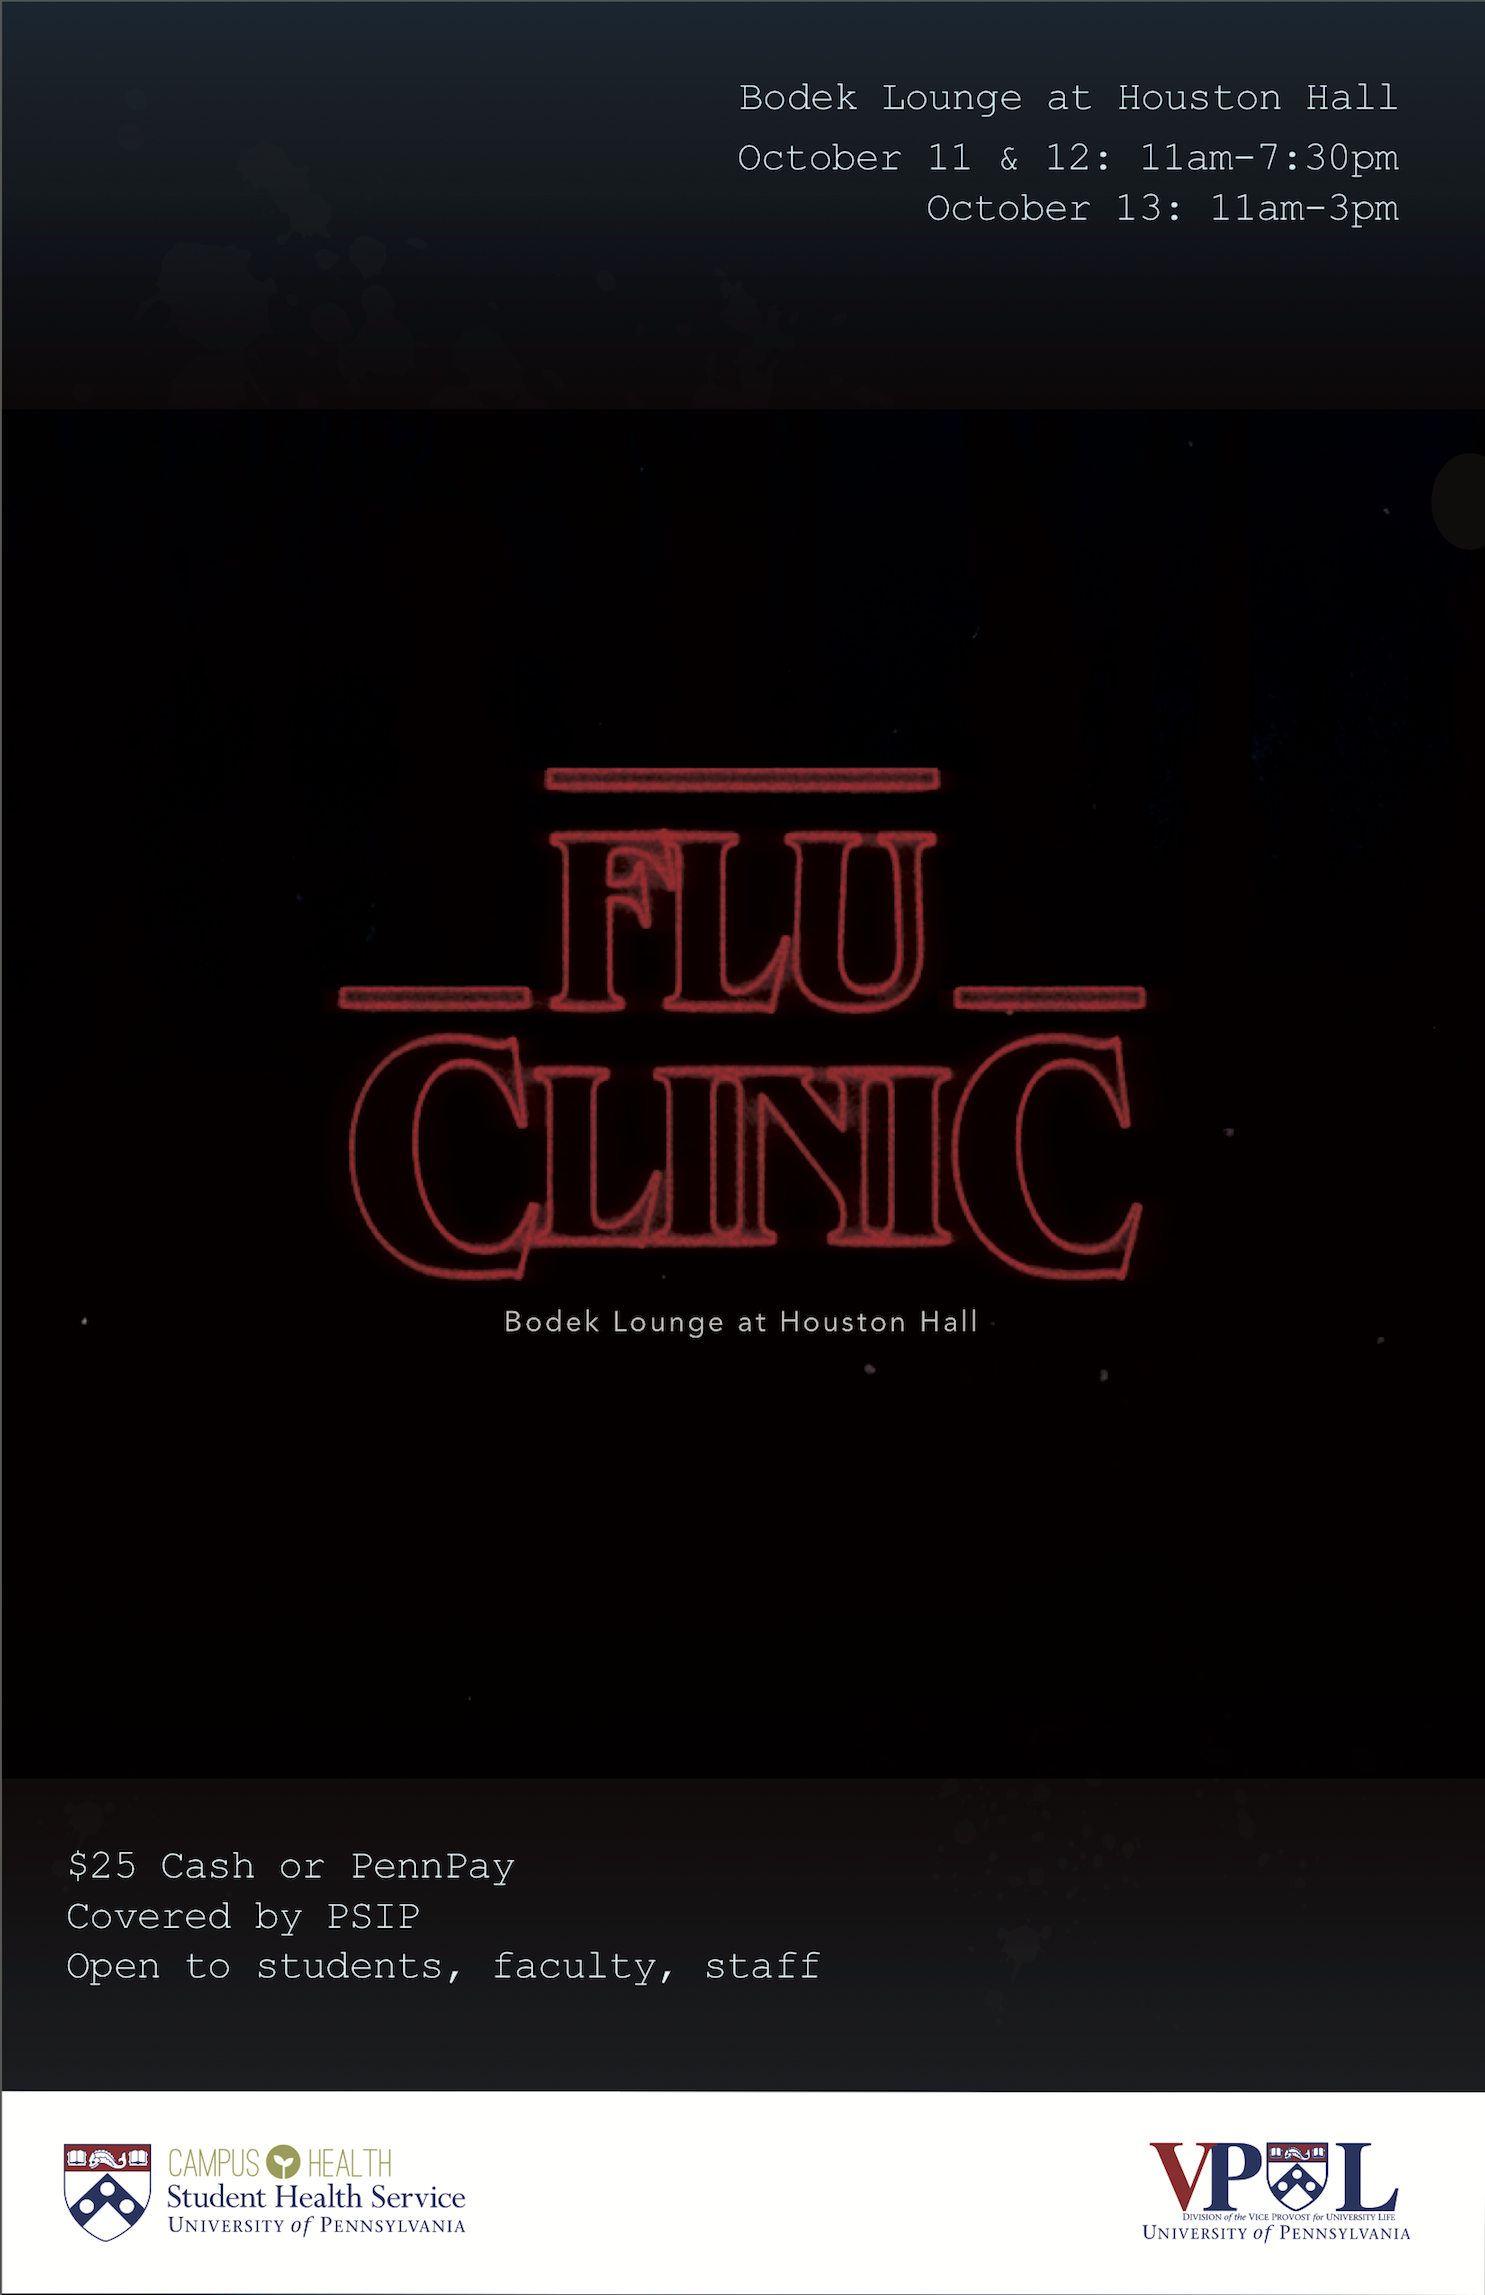 Bodek Lounge at Houston Hall
October 11 & 12: 11am-7:30pm
October 13: 11am-3pm
FLU
CLINIC
Bodek Lounge at Houston Hall
$25 Cash or PennPay
Covered by PSIP
Open to students, faculty, staff
CAMPUS HEALTH
Student Health Service
UNIVERSITY of PENNSYLVANIA
VPUL
DIVISION of the VICE PROVOST for UNIVERSITY LIFE
UNIVERSITY of PENNSYLVANIA